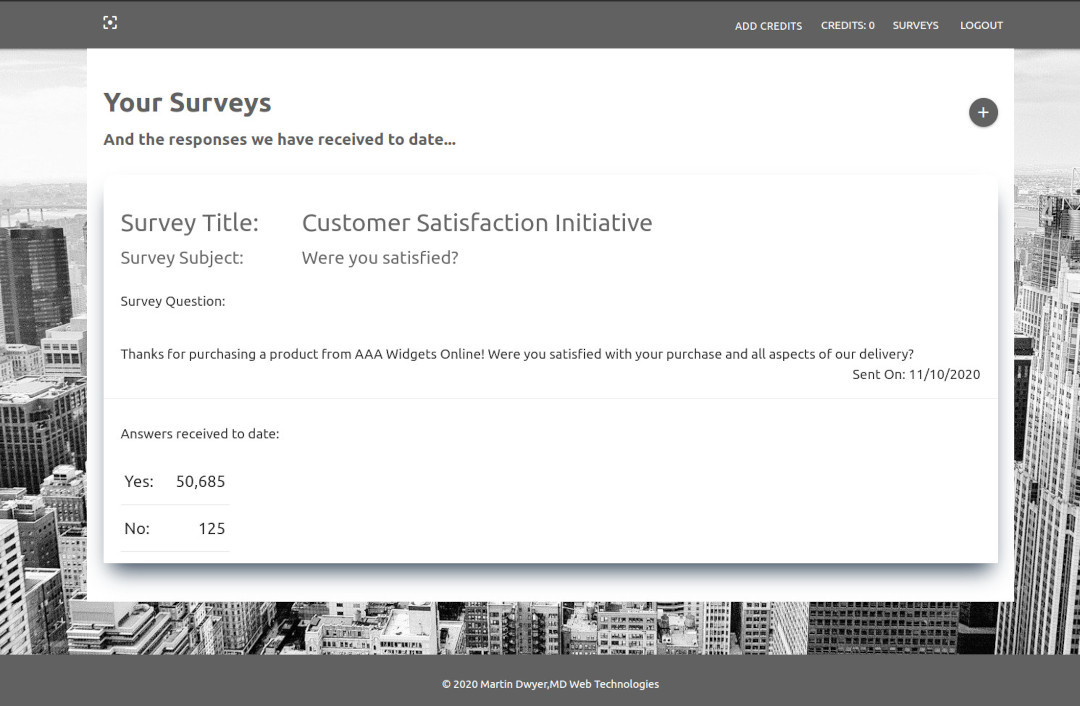 ADD CREDITS CREDITS: 0 SURVEYS LOGOUT
Your Surveys
+
And the responses we have received to date...
Survey Title: Customer Satisfaction Initiative
Survey Subject: Were you satisfied?
Survey Question:
Thanks for purchasing a product from AAA Widgets Online! Were you satisfied with your purchase and all aspects of our delivery?
Sent On: 11/10/2020
Answers received to date:
Yes: 50,685
No: 125
© 2020 Martin Dwyer,MD Web Technologies